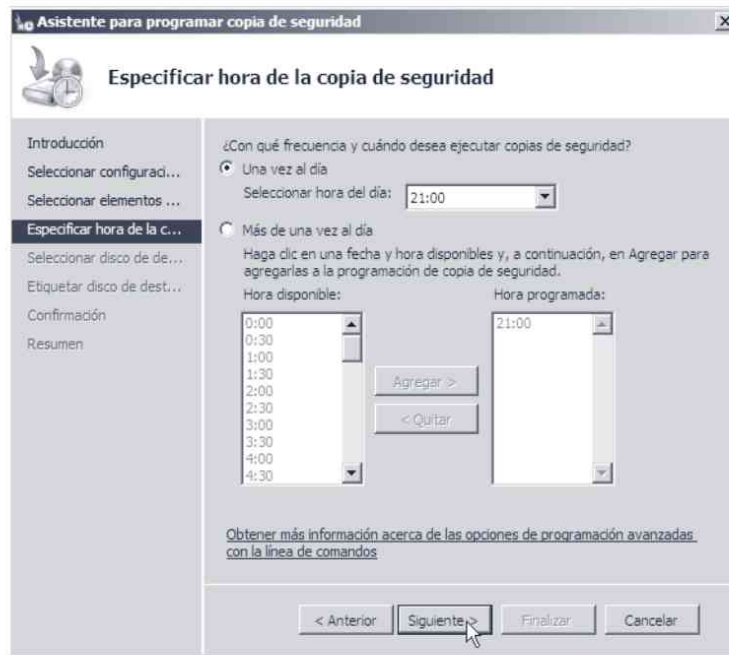 Asistente para programar copia de seguridad
Especificar hora de la copia de seguridad
Introducción
Seleccionar configuraci...
Seleccionar elementos ...
Especificar hora de la c...
Seleccionar disco de de...
Etiquetar disco de dest...
Confirmación
Resumen
¿Con qué frecuencia y cuándo desea ejecutar copias de seguridad?
Una vez al día
Seleccionar hora del día: 21:00
Más de una vez al día
Haga clic en una fecha y hora disponibles y, a continuación, en Agregar para
agregarlas a la programación de copia de seguridad.
Hora disponible: Hora programada:
0:00 21:00
0:30
1:00
1:30
2:00
2:30
3:00
3:30
4:00
4:30
Agregar >
< Quitar
Obtener más información acerca de las opciones de programación avanzadas
con la línea de comandos
< Anterior Siguiente > Finalizar Cancelar